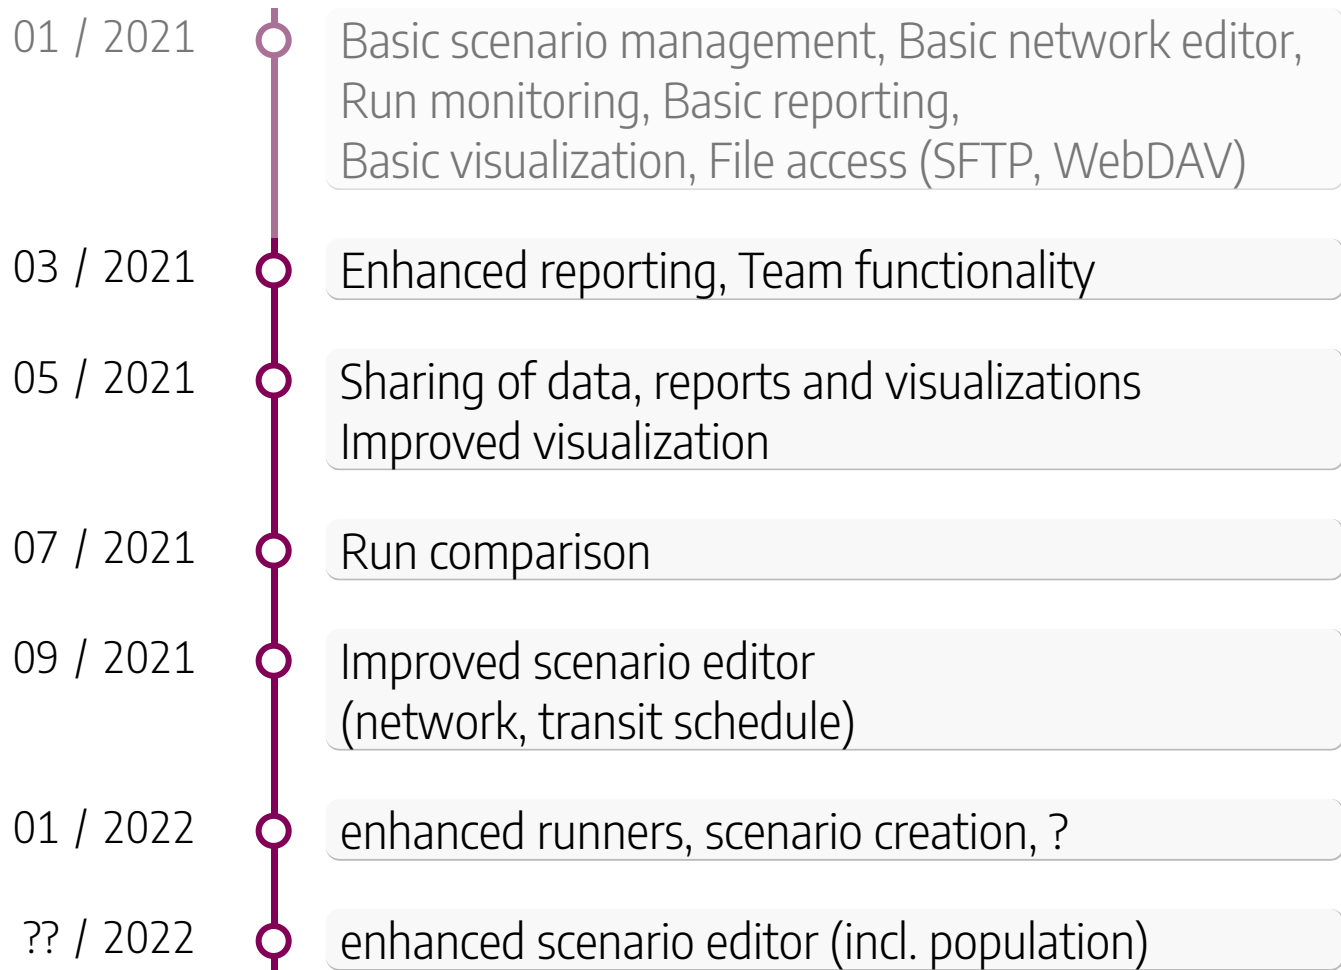 01 / 2021
Basic scenario management, Basic network editor,
Run monitoring, Basic reporting,
Basic visualization, File access (SFTP, WebDAV)
03 / 2021
Enhanced reporting, Team functionality
05 / 2021
Sharing of data, reports and visualizations
Improved visualization
07 / 2021
Run comparison
09 / 2021
Improved scenario editor
(network, transit schedule)
01 / 2022
enhanced runners, scenario creation, ?
?? / 2022
enhanced scenario editor (incl. population)